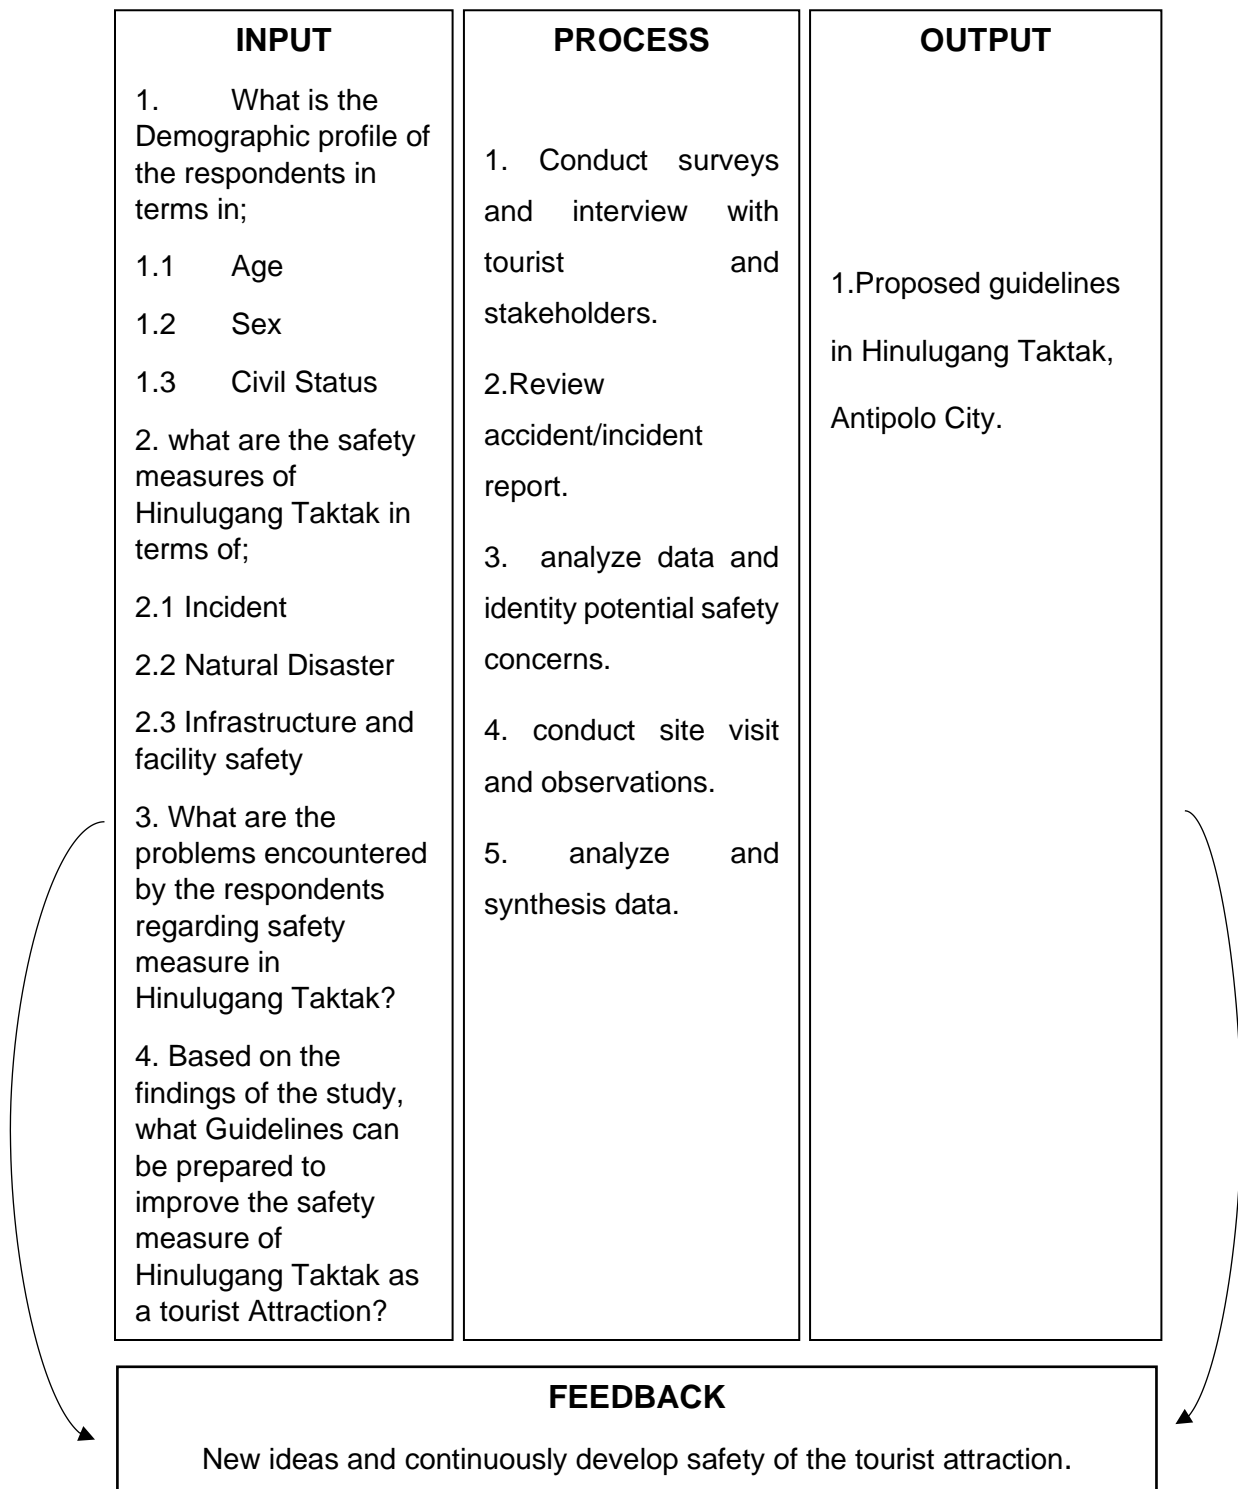 INPUT
1. What is the
Demographic profile of
the respondents in
terms in;
1.1 Age
1.2 Sex
1.3 Civil Status
2. what are the safety
measures of
Hinulugang Taktak in
terms of;
2.1 Incident
2.2 Natural Disaster
2.3 Infrastructure and
facility safety
3. What are the
problems encountered
by the respondents
regarding safety
measure in
Hinulugang Taktak?
4. Based on the
findings of the study,
what Guidelines can
be prepared to
improve the safety
measure of
Hinulugang Taktak as
a tourist Attraction?
PROCESS
1. Conduct surveys
and interview with
tourist and
stakeholders.
2.Review
accident/incident
report.
3. analyze data and
identity potential safety
concerns.
4. conduct site visit
and observations.
5. analyze and
synthesis data.
OUTPUT
1.Proposed guidelines
in Hinulugang Taktak,
Antipolo City.
FEEDBACK
New ideas and continuously develop safety of the tourist attraction.